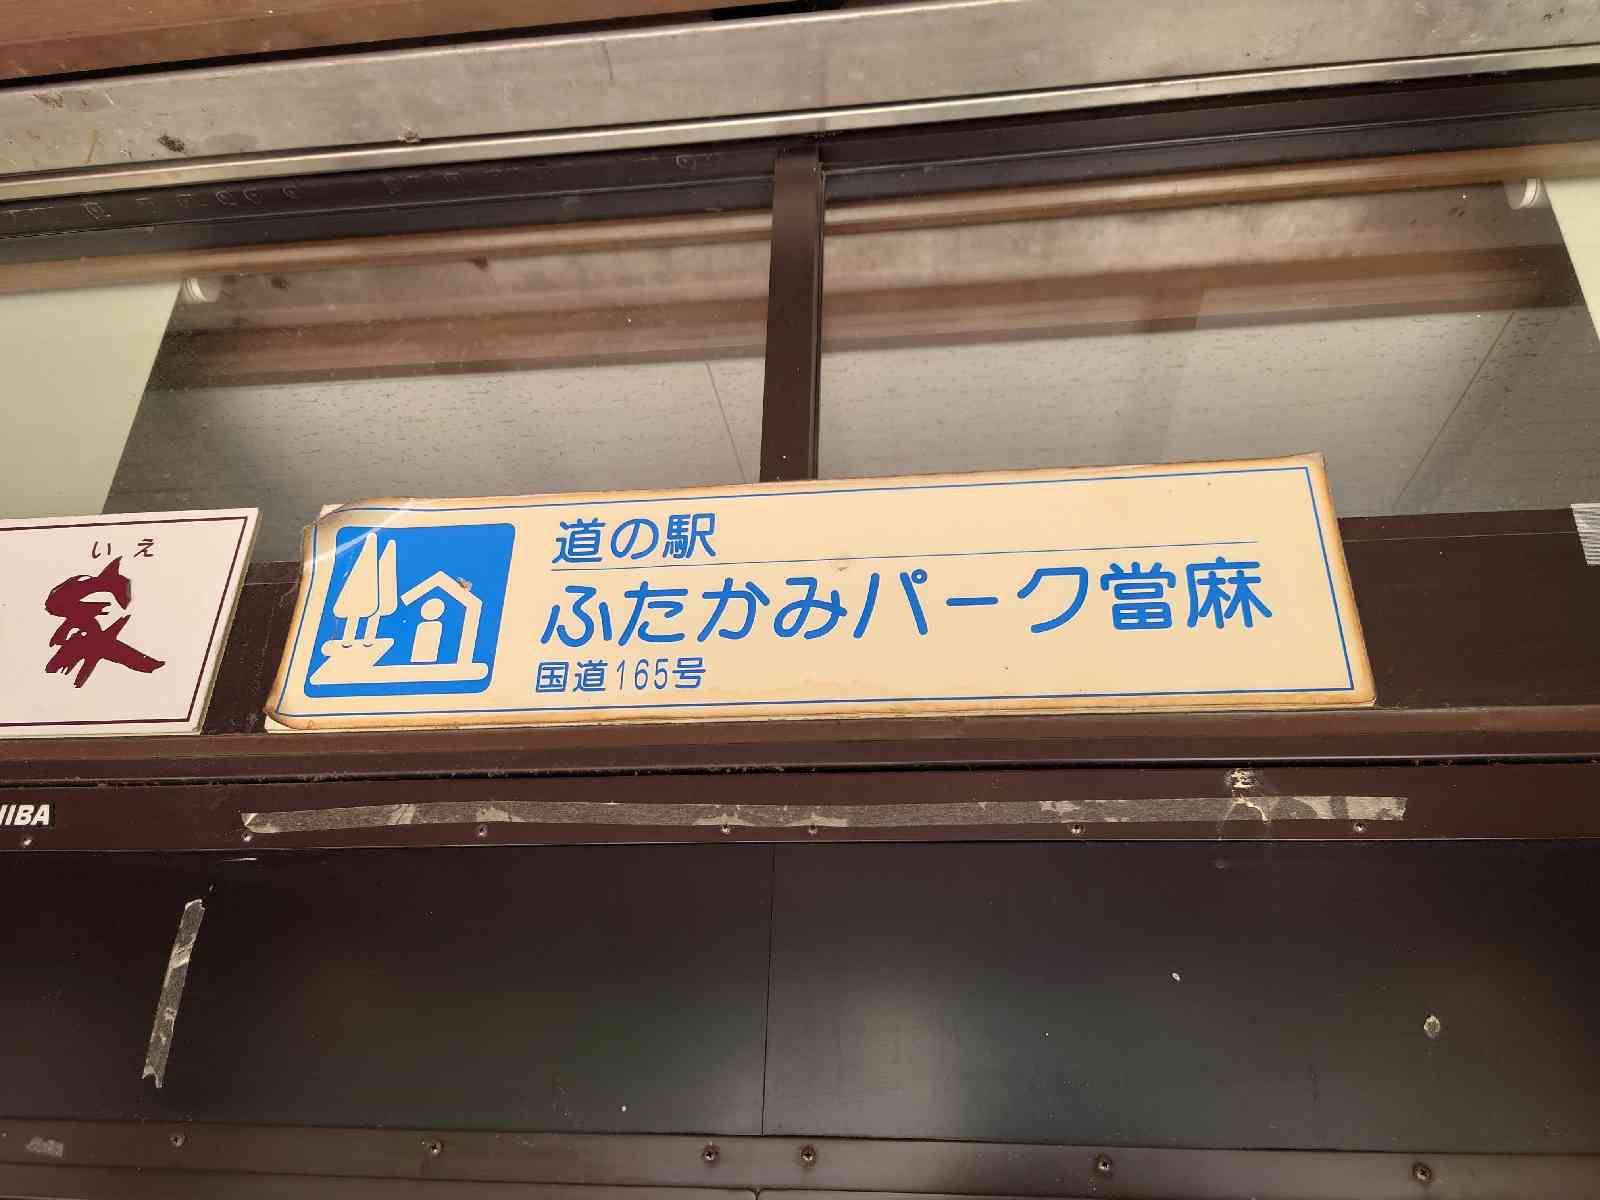 道の駅
ふたかみパーク當麻
国道165号
いえ
家
HIBA